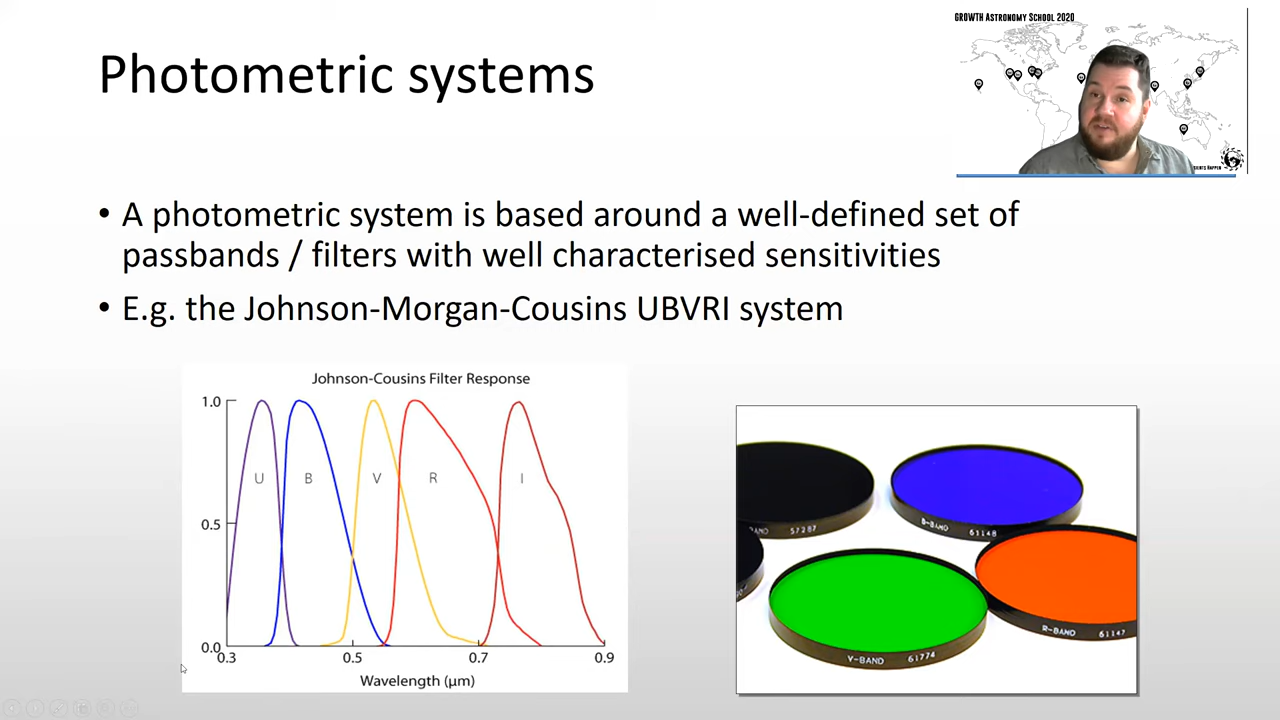 GROWTH ASTRONOMY SCHOOL 2020
Photometric systems
• A photometric system is based around a well-defined set of
passbands / filters with well characterised sensitivities
• E.g. the Johnson-Morgan-Cousins UBVRI system
Johnson-Cousins Filter Response
1.0
0.5
0.0
U B V R I
0.3 0.5 0.7 0.9
Wavelength (µm)
BAND 57287
B-BAND 61148
R-BAND 61147
V-BAND 61774